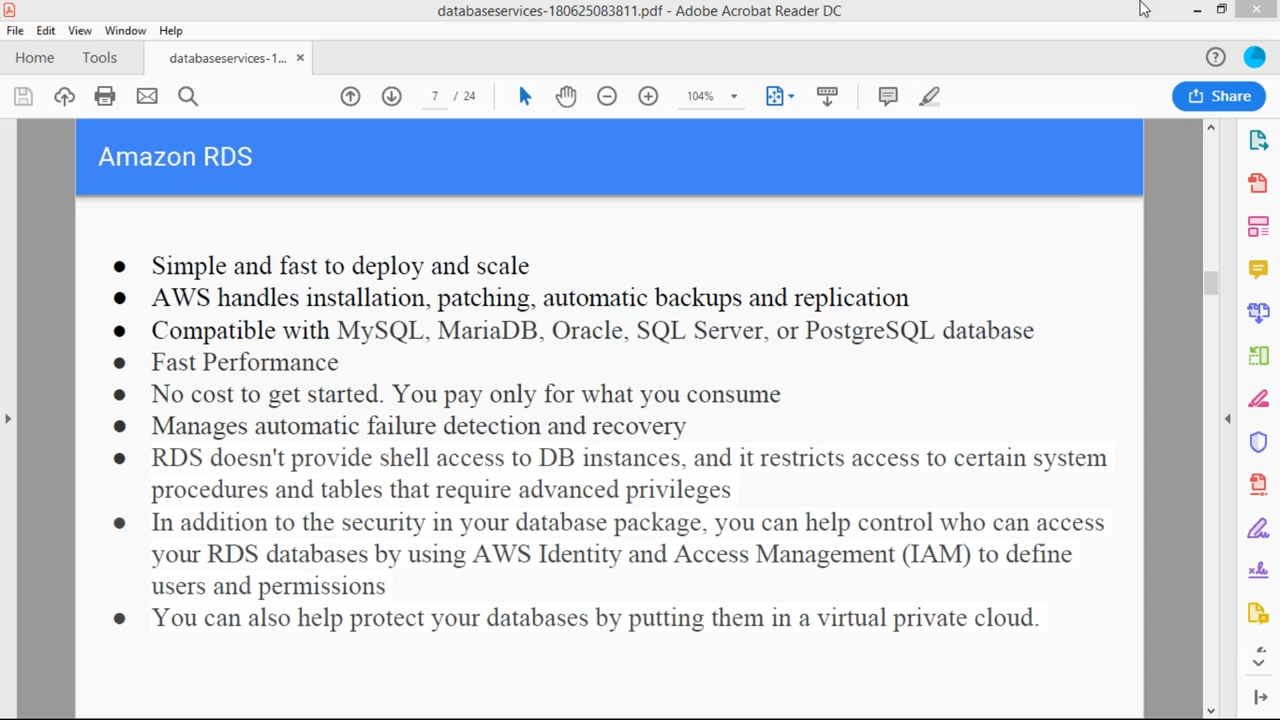 databaseservices-180625083811.pdf - Adobe Acrobat Reader DC
File Edit View Window Help
Home Tools databaseservices-1... ×
7 / 24 104% Share
Amazon RDS
● Simple and fast to deploy and scale
● AWS handles installation, patching, automatic backups and replication
● Compatible with MySQL, MariaDB, Oracle, SQL Server, or PostgreSQL database
● Fast Performance
● No cost to get started. You pay only for what you consume
● Manages automatic failure detection and recovery
● RDS doesn't provide shell access to DB instances, and it restricts access to certain system
procedures and tables that require advanced privileges
● In addition to the security in your database package, you can help control who can access
your RDS databases by using AWS Identity and Access Management (IAM) to define
users and permissions
● You can also help protect your databases by putting them in a virtual private cloud.